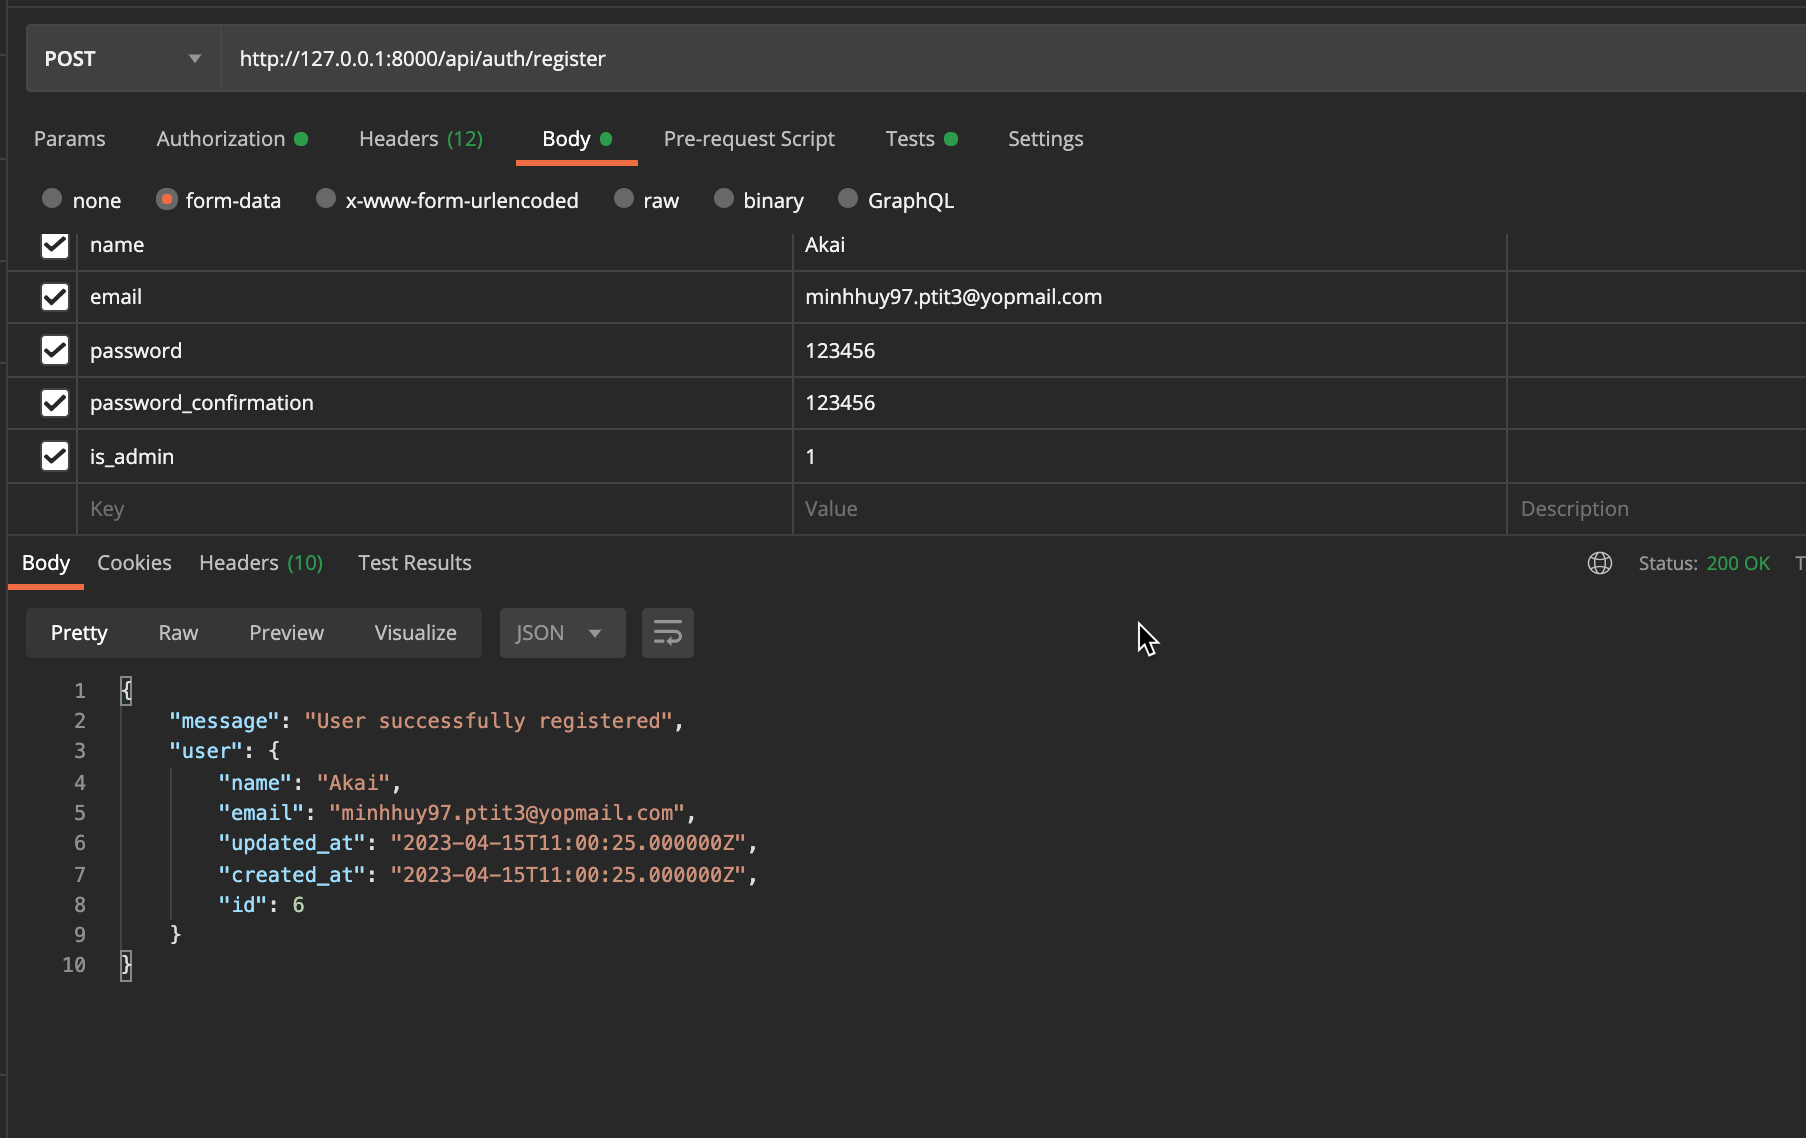 POST http://127.0.0.1:8000/api/auth/register
Params Authorization Headers (12) Body Pre-request Script Tests Settings
none form-data x-www-form-urlencoded raw binary GraphQL
name Akai
email minhhuy97.ptit3@yopmail.com
password 123456
password_confirmation 123456
is_admin 1
Key Value Description
Body Cookies Headers (10) Test Results Status: 200 OK T
Pretty Raw Preview Visualize JSON
1 {
2 "message": "User successfully registered",
3 "user": {
4 "name": "Akai",
5 "email": "minhhuy97.ptit3@yopmail.com",
6 "updated_at": "2023-04-15T11:00:25.000000Z",
7 "created_at": "2023-04-15T11:00:25.000000Z",
8 "id": 6
9 }
10 }